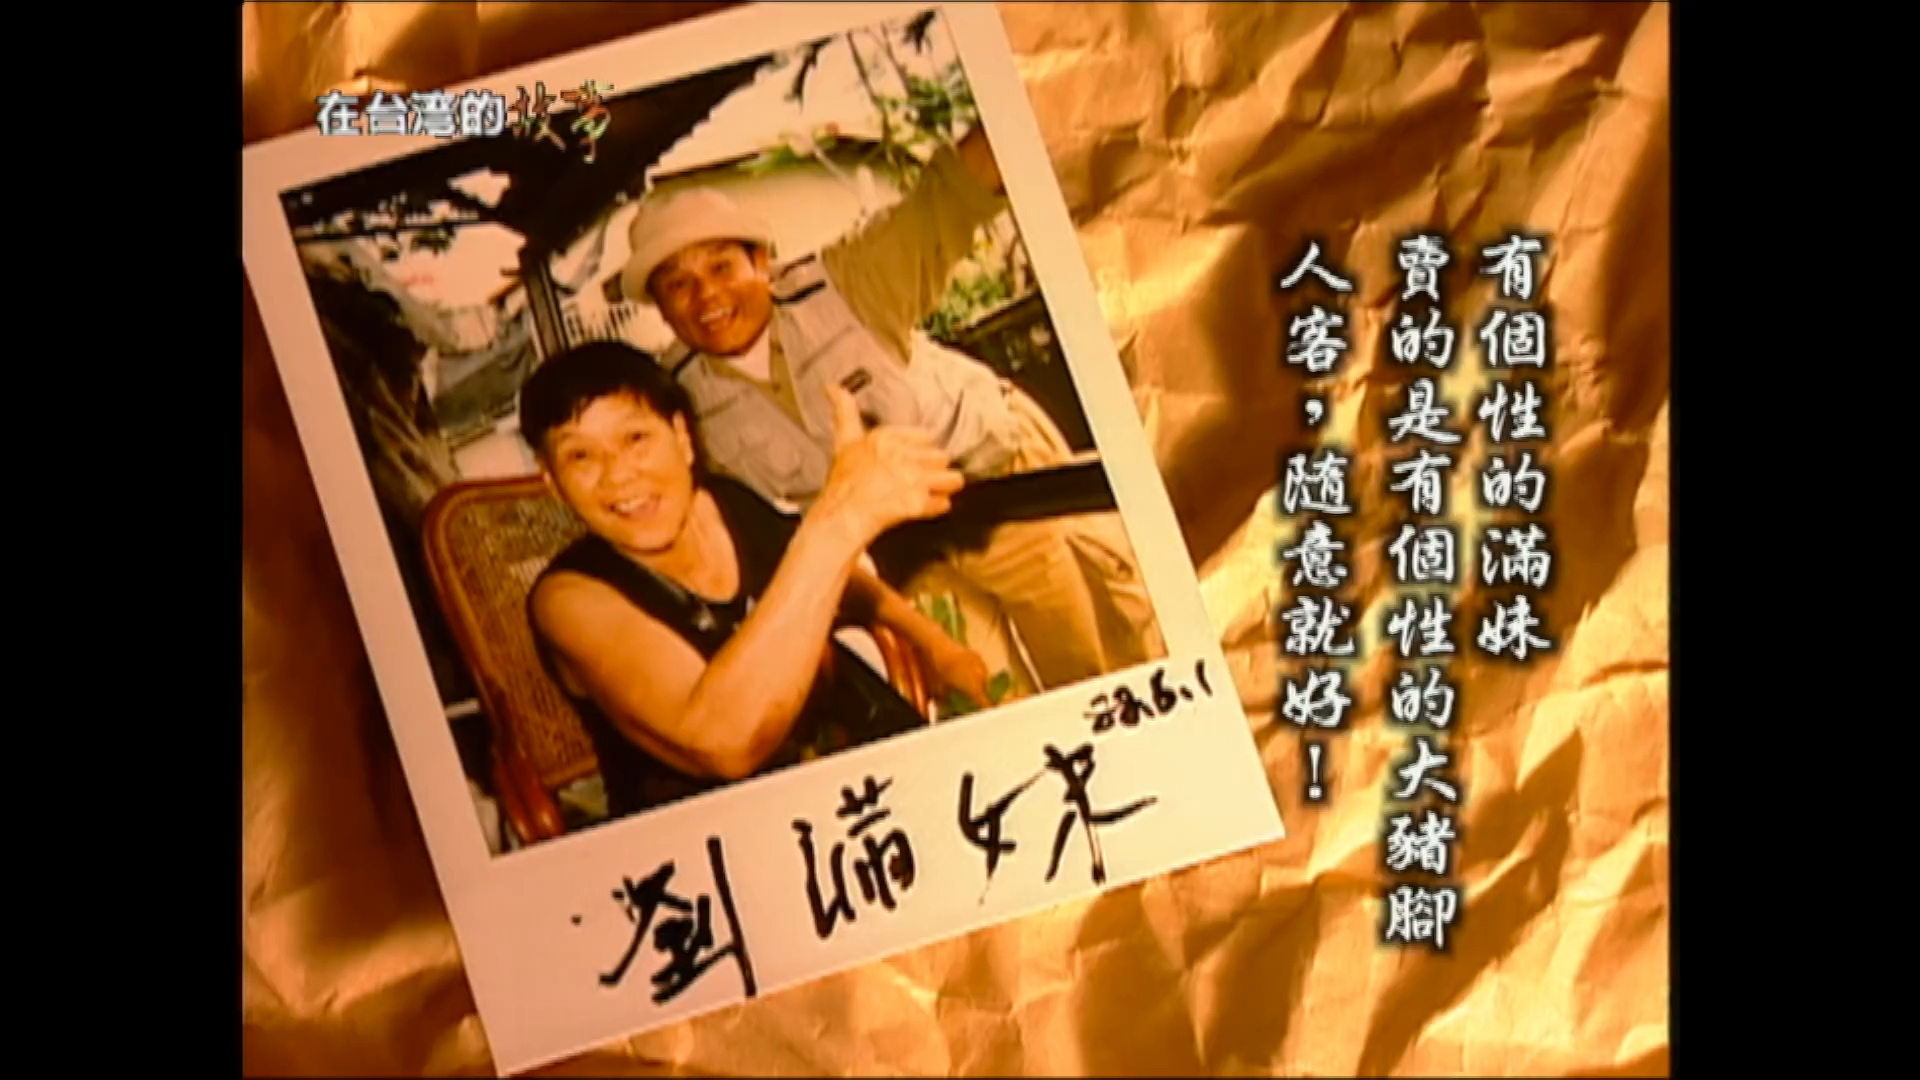 在台湾的故事
有個性的滿妹
賣的是有個性的大豬腳
人客，隨意就好！
劉滿妹